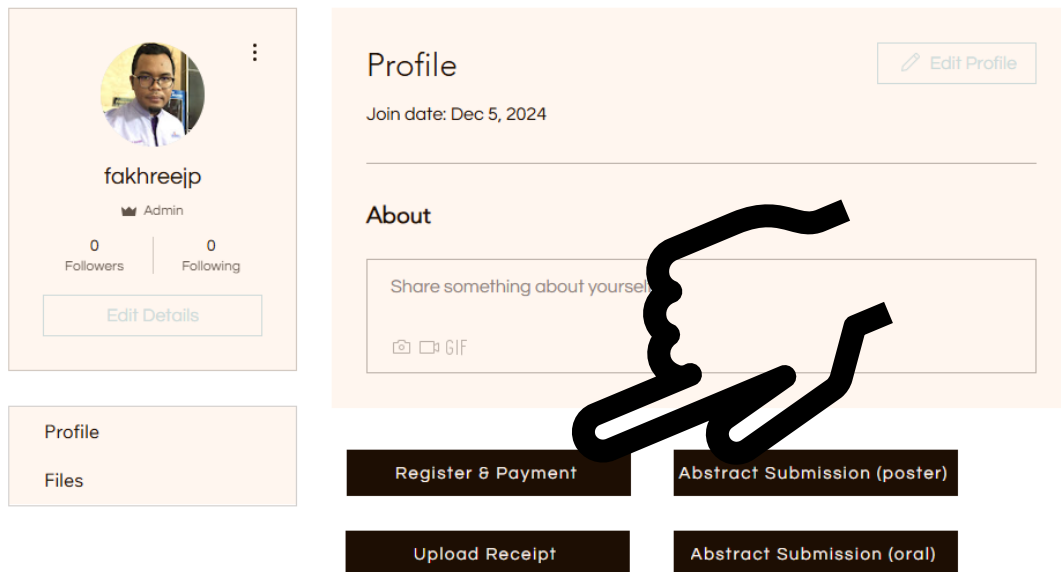 fakhreejp
Admin
0
Followers
0
Following
Edit Details
Profile
Files
Profile
Edit Profile
Join date: Dec 5, 2024
About
Share something about yourself
GIF
Register & Payment
Abstract Submission (poster)
Upload Receipt
Abstract Submission (oral)